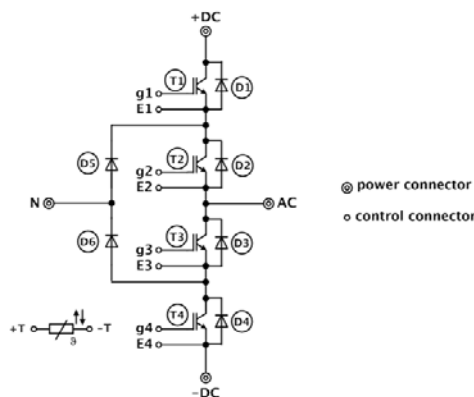 +DC
T1
D1
g1
E1
D5
T2
D2
g2
E2
N
AC
power connector
control connector
D6
T3
D3
g3
E3
T4
D4
+T
-T
ϑ
g4
E4
-DC